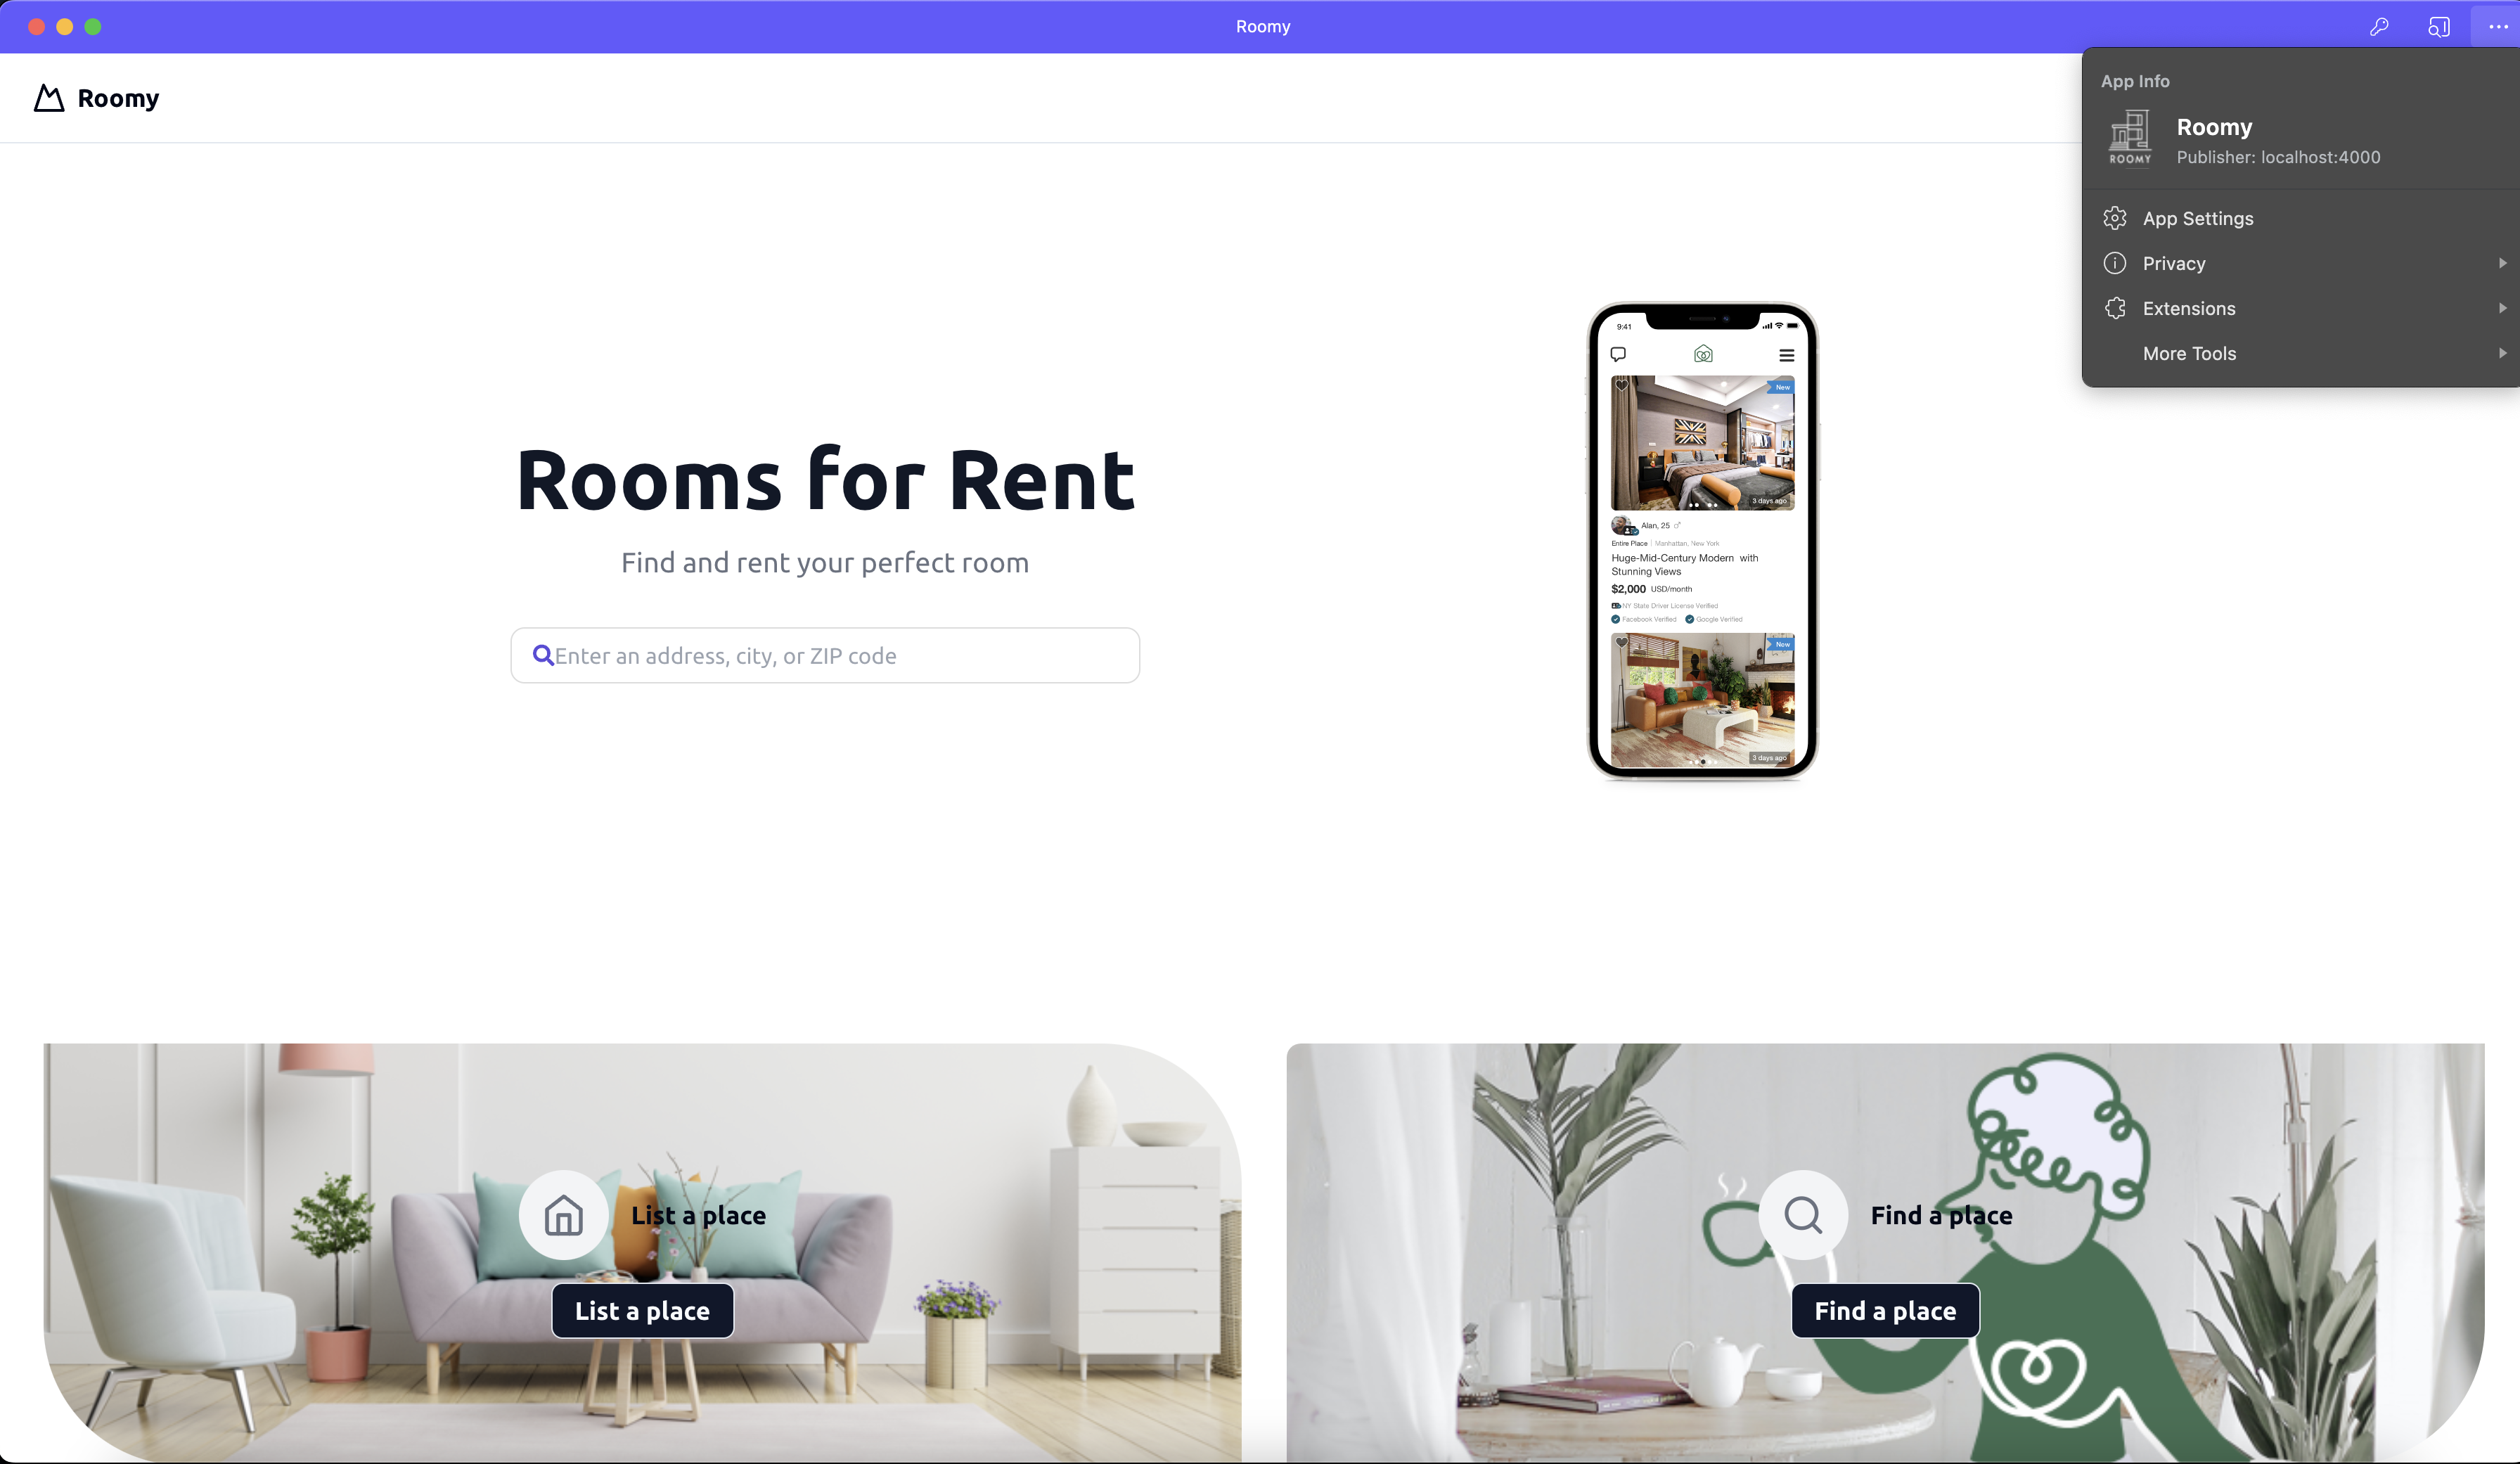 Roomy
Roomy
App Info
ROOMY
Roomy
Publisher: localhost:4000
App Settings
Privacy
Extensions
More Tools
Rooms for Rent
Find and rent your perfect room
Enter an address, city, or ZIP code
9:41
New
3 days ago
Alan, 25
Entire Place | Manhattan, New York
Huge-Mid-Century Modern with
Stunning Views
$2,000 USD/month
NY State Driver License Verified
Facebook Verified Google Verified
New
3 days ago
List a place
List a place
Find a place
Find a place